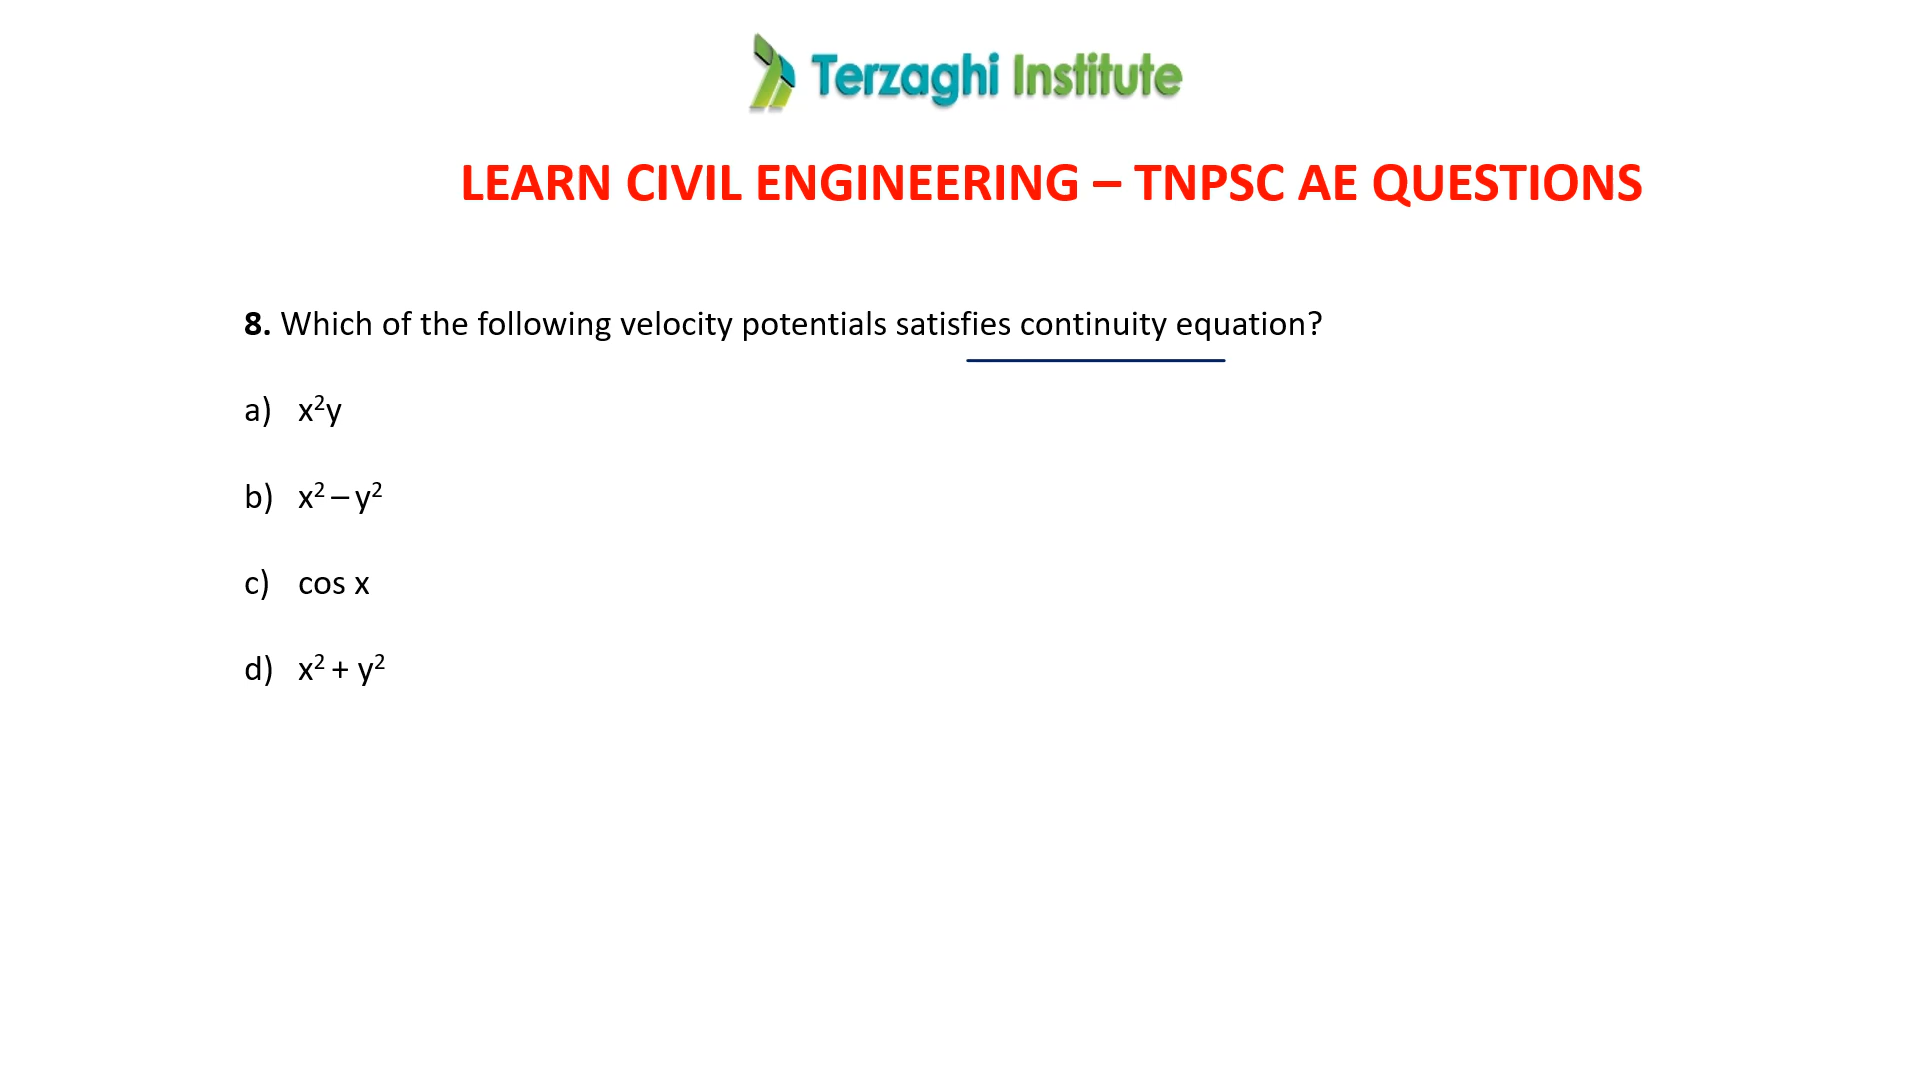 Terzaghi Institute
LEARN CIVIL ENGINEERING – TNPSC AE QUESTIONS
8. Which of the following velocity potentials satisfies continuity equation?
a) x²y
b) x² – y²
c) cos x
d) x² + y²